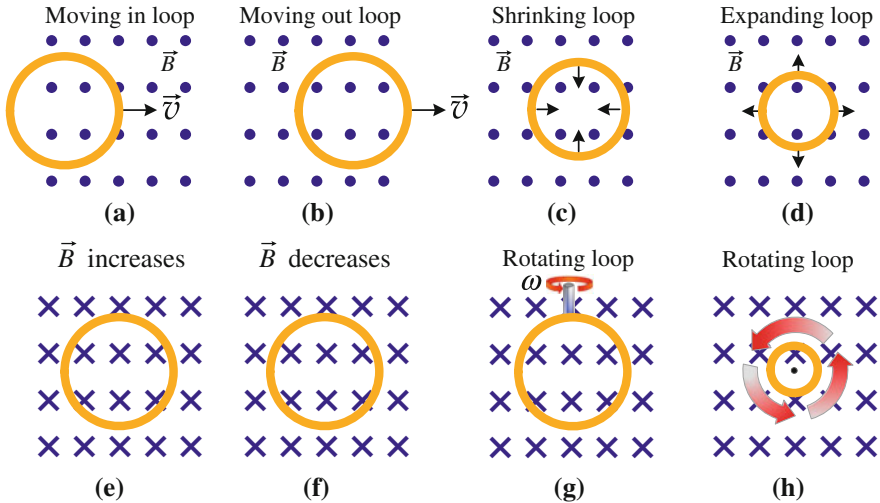 Moving in loop
Moving out loop
Shrinking loop
Expanding loop
B⃗
B⃗
B⃗
B⃗
v⃗
v⃗
(a)
(b)
(c)
(d)
B⃗ increases
B⃗ decreases
Rotating loop
Rotating loop
ω
(e)
(f)
(g)
(h)